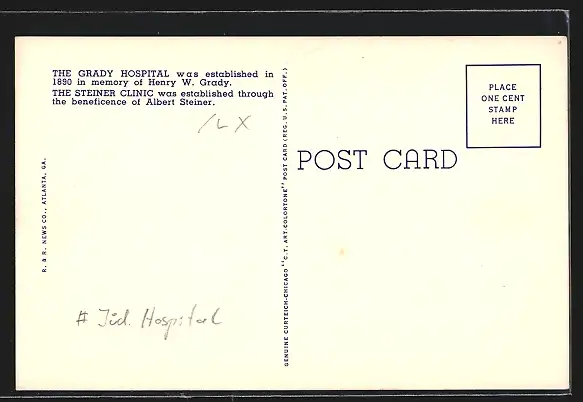 THE GRADY HOSPITAL was established in
1890 in memory of Henry W. Grady.
THE STEINER CLINIC was established through
the beneficence of Albert Steiner.
R. & R. NEWS CO., ATLANTA, GA.
# Jüd. Hospital
GENUINE CURTEICH-CHICAGO "C.T. ART-COLORTONE" POST CARD (REG. U.S. PAT. OFF.)
POST CARD
PLACE
ONE CENT
STAMP
HERE